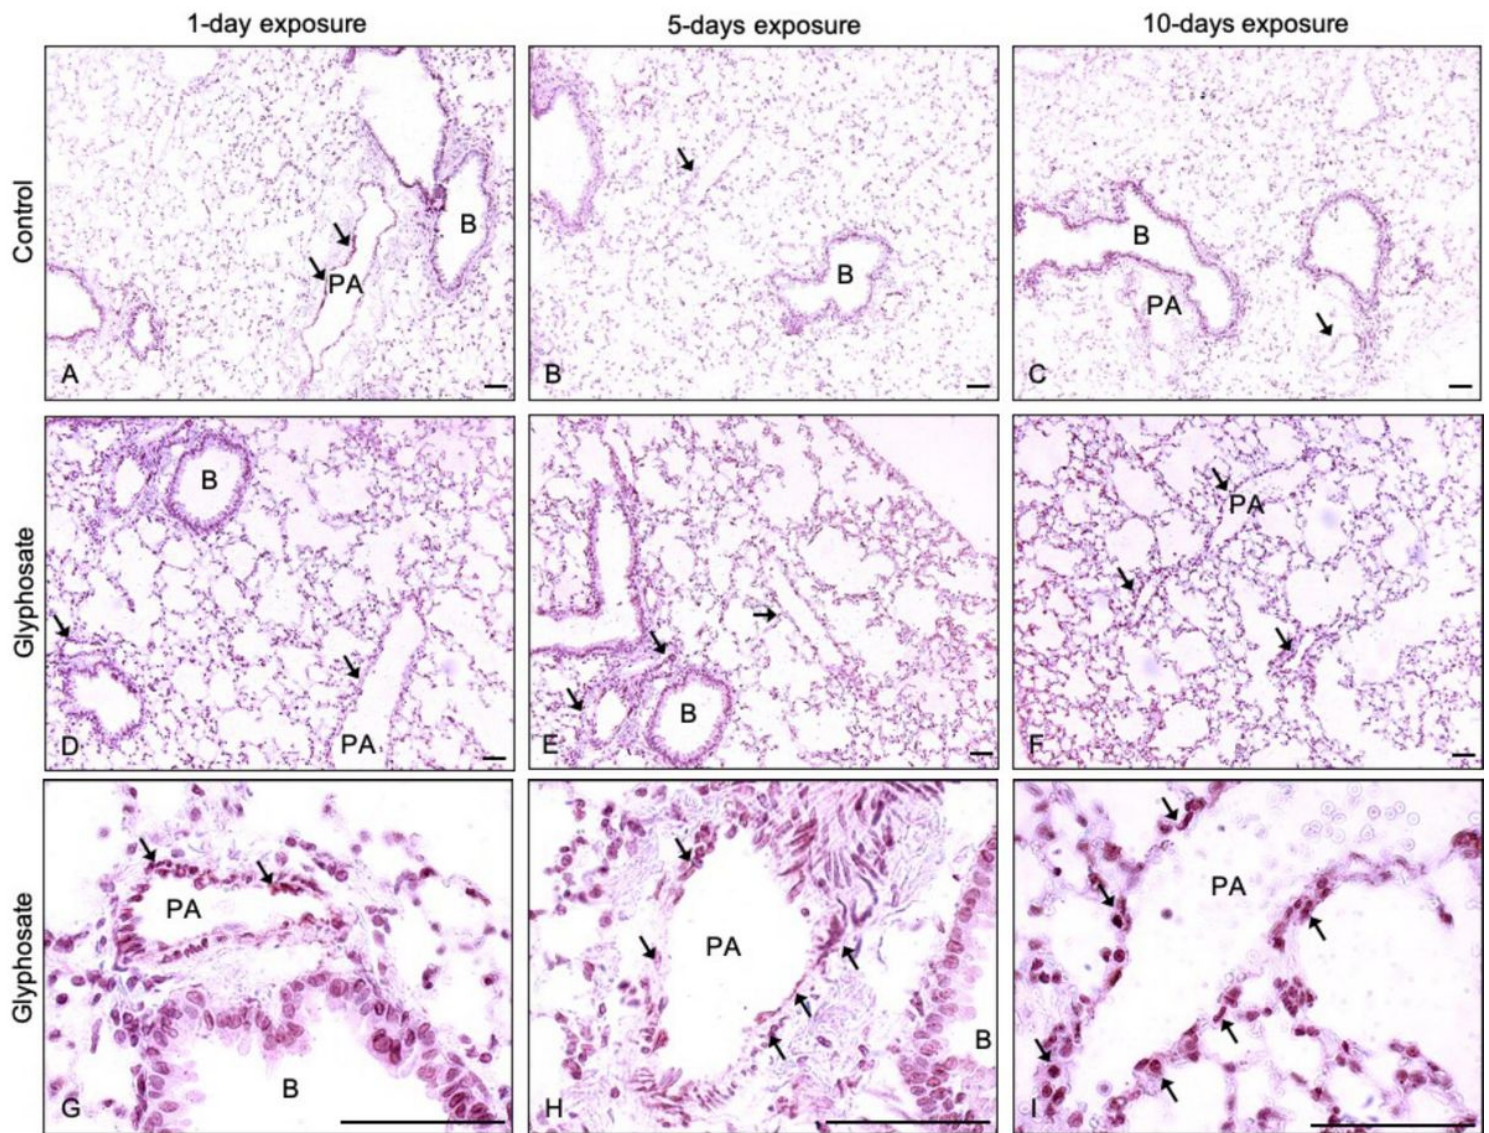 1-day exposure
5-days exposure
10-days exposure
Control
PA
B
A
B
B
B
PA
C
Glyphosate
B
PA
D
B
E
PA
F
Glyphosate
PA
B
G
PA
B
H
PA
I